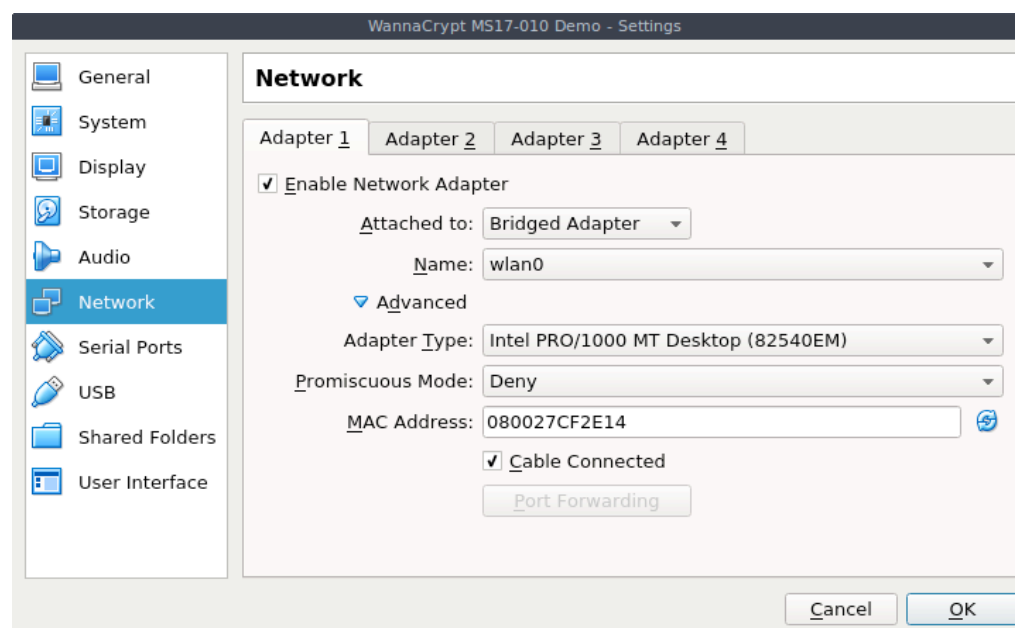 WannaCrypt MS17-010 Demo - Settings
General
System
Display
Storage
Audio
Network
Serial Ports
USB
Shared Folders
User Interface
Network
Adapter 1 Adapter 2 Adapter 3 Adapter 4
Enable Network Adapter
Attached to: Bridged Adapter
Name: wlan0
Advanced
Adapter Type: Intel PRO/1000 MT Desktop (82540EM)
Promiscuous Mode: Deny
MAC Address: 080027CF2E14
Cable Connected
Port Forwarding
Cancel OK